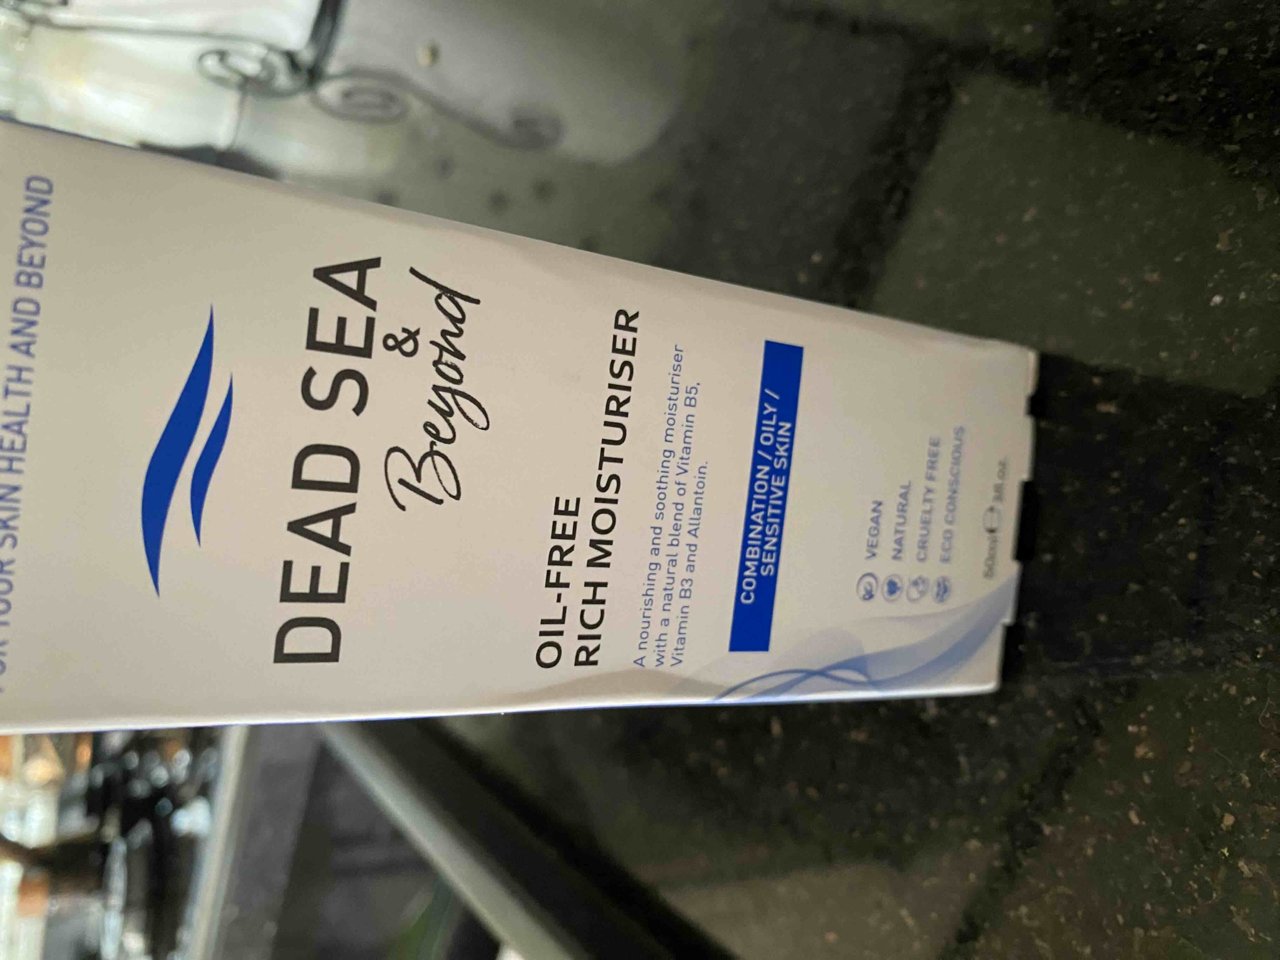 YOUR SKIN HEALTH AND BEYOND
DEAD SEA
&
Beyond
OIL-FREE
RICH MOISTURISER
A nourishing and soothing moisturiser
with a natural blend of Vitamin B5,
Vitamin B3 and Allantoin.
COMBINATION / OILY /
SENSITIVE SKIN
VEGAN
NATURAL
CRUELTY FREE
ECO CONSCIOUS
50ml